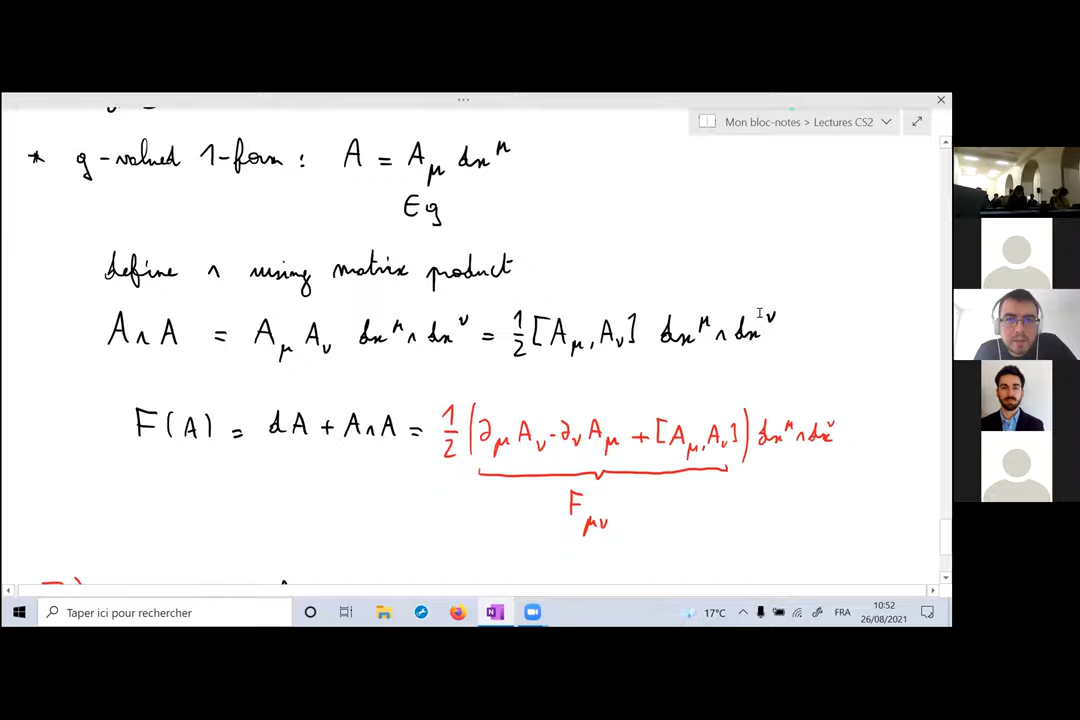 Mon bloc-notes > Lectures CS2
* g-valued 1-form : A = A_μ dx^μ
∈ g
define ∧ using matrix product
A∧A = A_μ A_ν dx^μ ∧ dx^ν = 1/2 [A_μ, A_ν] dx^μ ∧ dx^ν
F(A) = dA + A∧A = 1/2 (∂_μ A_ν - ∂_ν A_μ + [A_μ, A_ν]) dx^μ ∧ dx^ν
F_μν
Taper ici pour rechercher
17°C
FRA
10:52
26/08/2021